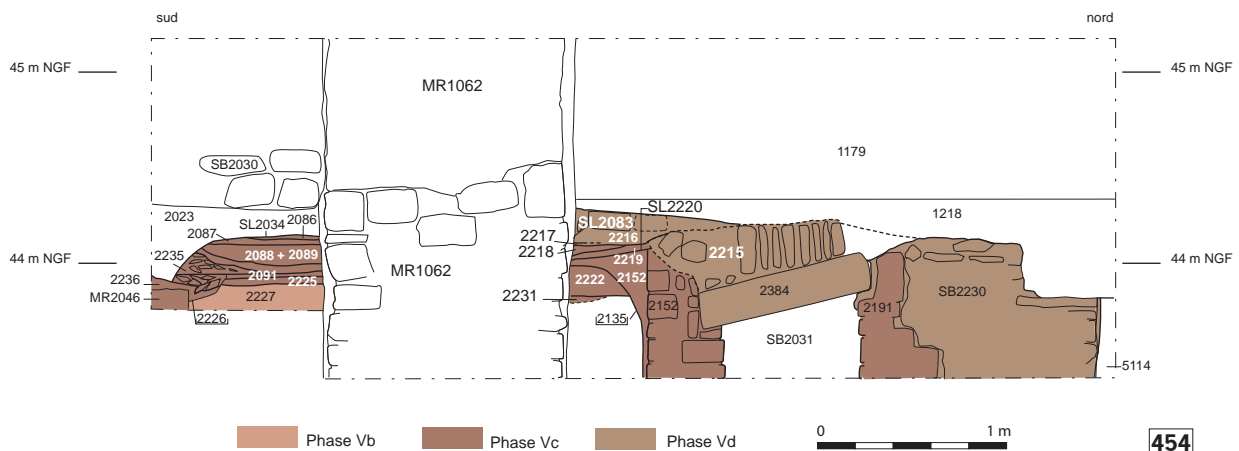 sud nord
45 m NGF 45 m NGF
MR1062
SB2030 1179
SL2220
2023 SL2034 2086 SL2083 1218
2087 2217 2216
2235 2088 + 2089 2218 2219 2215
44 m NGF MR1062 44 m NGF
2236 2091 2225 2222 2152
MR2046 2227 2231 2152 2384 2191 SB2230
2226 2135 SB2031
5114
Phase Vb Phase Vc Phase Vd 0 1 m 454